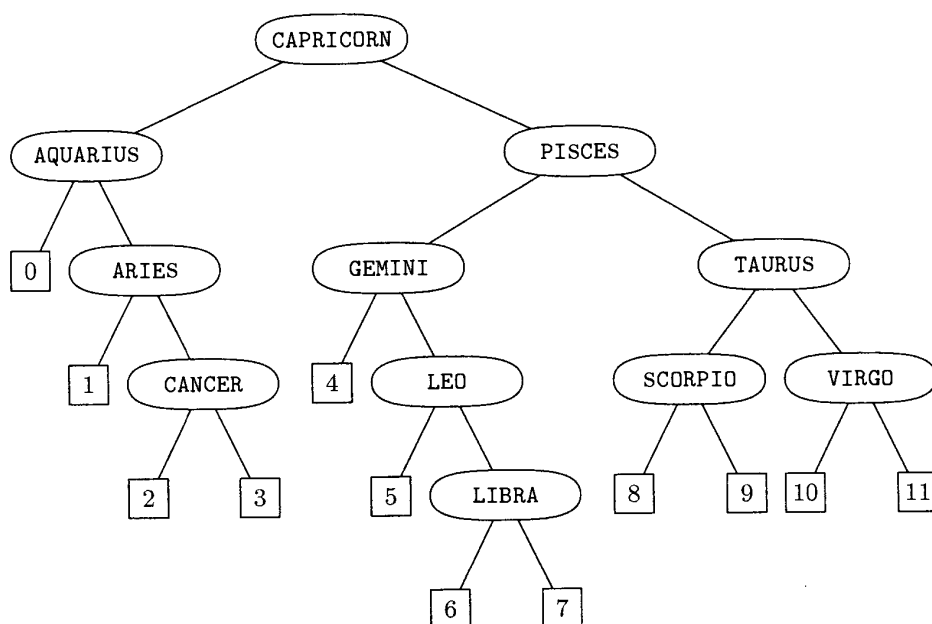 CAPRICORN
AQUARIUS PISCES
0 ARIES GEMINI TAURUS
1 CANCER 4 LEO SCORPIO VIRGO
2 3 5 LIBRA 8 9 10 11
6 7